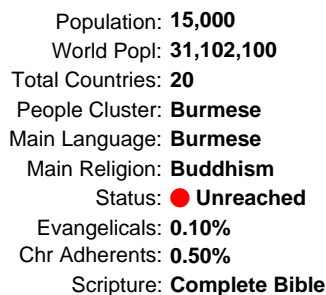 Population: 15,000
World Popl: 31,102,100
Total Countries: 20
People Cluster: Burmese
Main Language: Burmese
Main Religion: Buddhism
Status: Unreached
Evangelicals: 0.10%
Chr Adherents: 0.50%
Scripture: Complete Bible